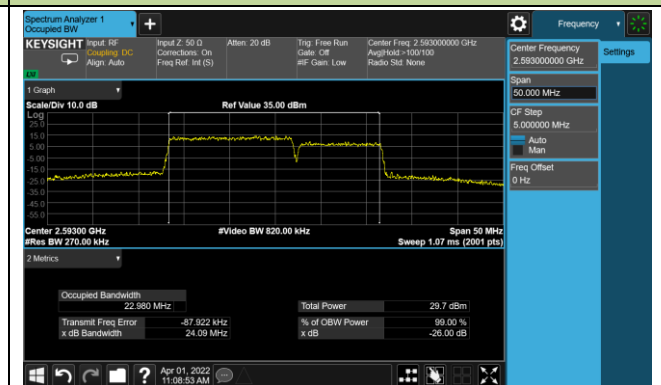 Spectrum Analyzer 1
Occupied BW
+
Frequency
KEYSIGHT
Input: RF
Coupling: DC
Align: Auto
Input Z: 50 Ω
Corrections: On
Freq Ref: Int (S)
Atten: 20 dB
Trig: Free Run
Gate: Off
#IF Gain: Low
Center Freq: 2.593000000 GHz
Avg|Hold:>100/100
Radio Std: None
Center Frequency
2.593000000 GHz
Settings
Span
50.000 MHz
CF Step
5.000000 MHz
Auto
Man
Freq Offset
0 Hz
1 Graph
Scale/Div 10.0 dB
Ref Value 35.00 dBm
Log
25.0
15.0
5.00
-5.00
-15.0
-25.0
-35.0
-45.0
-55.0
Center 2.59300 GHz
#Video BW 820.00 kHz
Span 50 MHz
#Res BW 270.00 kHz
Sweep 1.07 ms (2001 pts)
2 Metrics
Occupied Bandwidth
22.980 MHz
Total Power 29.7 dBm
Transmit Freq Error -87.922 kHz
% of OBW Power 99.00 %
x dB Bandwidth 24.09 MHz
x dB -26.00 dB
?
Apr 01, 2022
11:08:53 AM